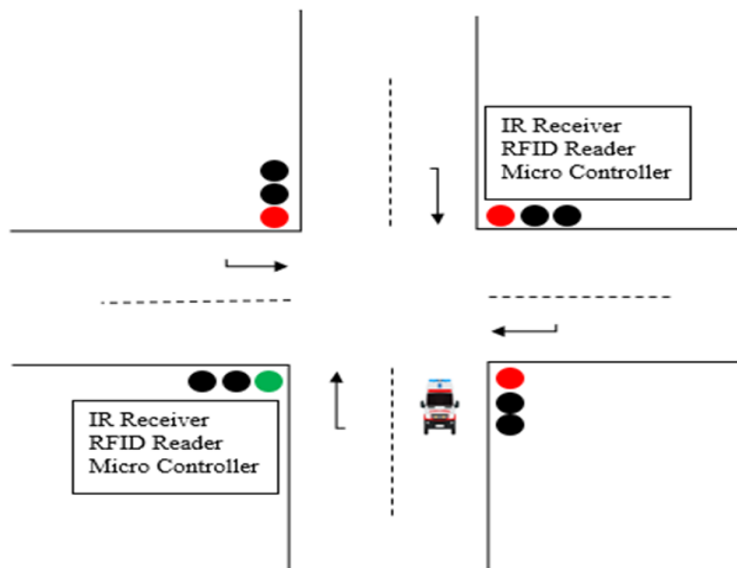 IR Receiver
RFID Reader
Micro Controller
IR Receiver
RFID Reader
Micro Controller